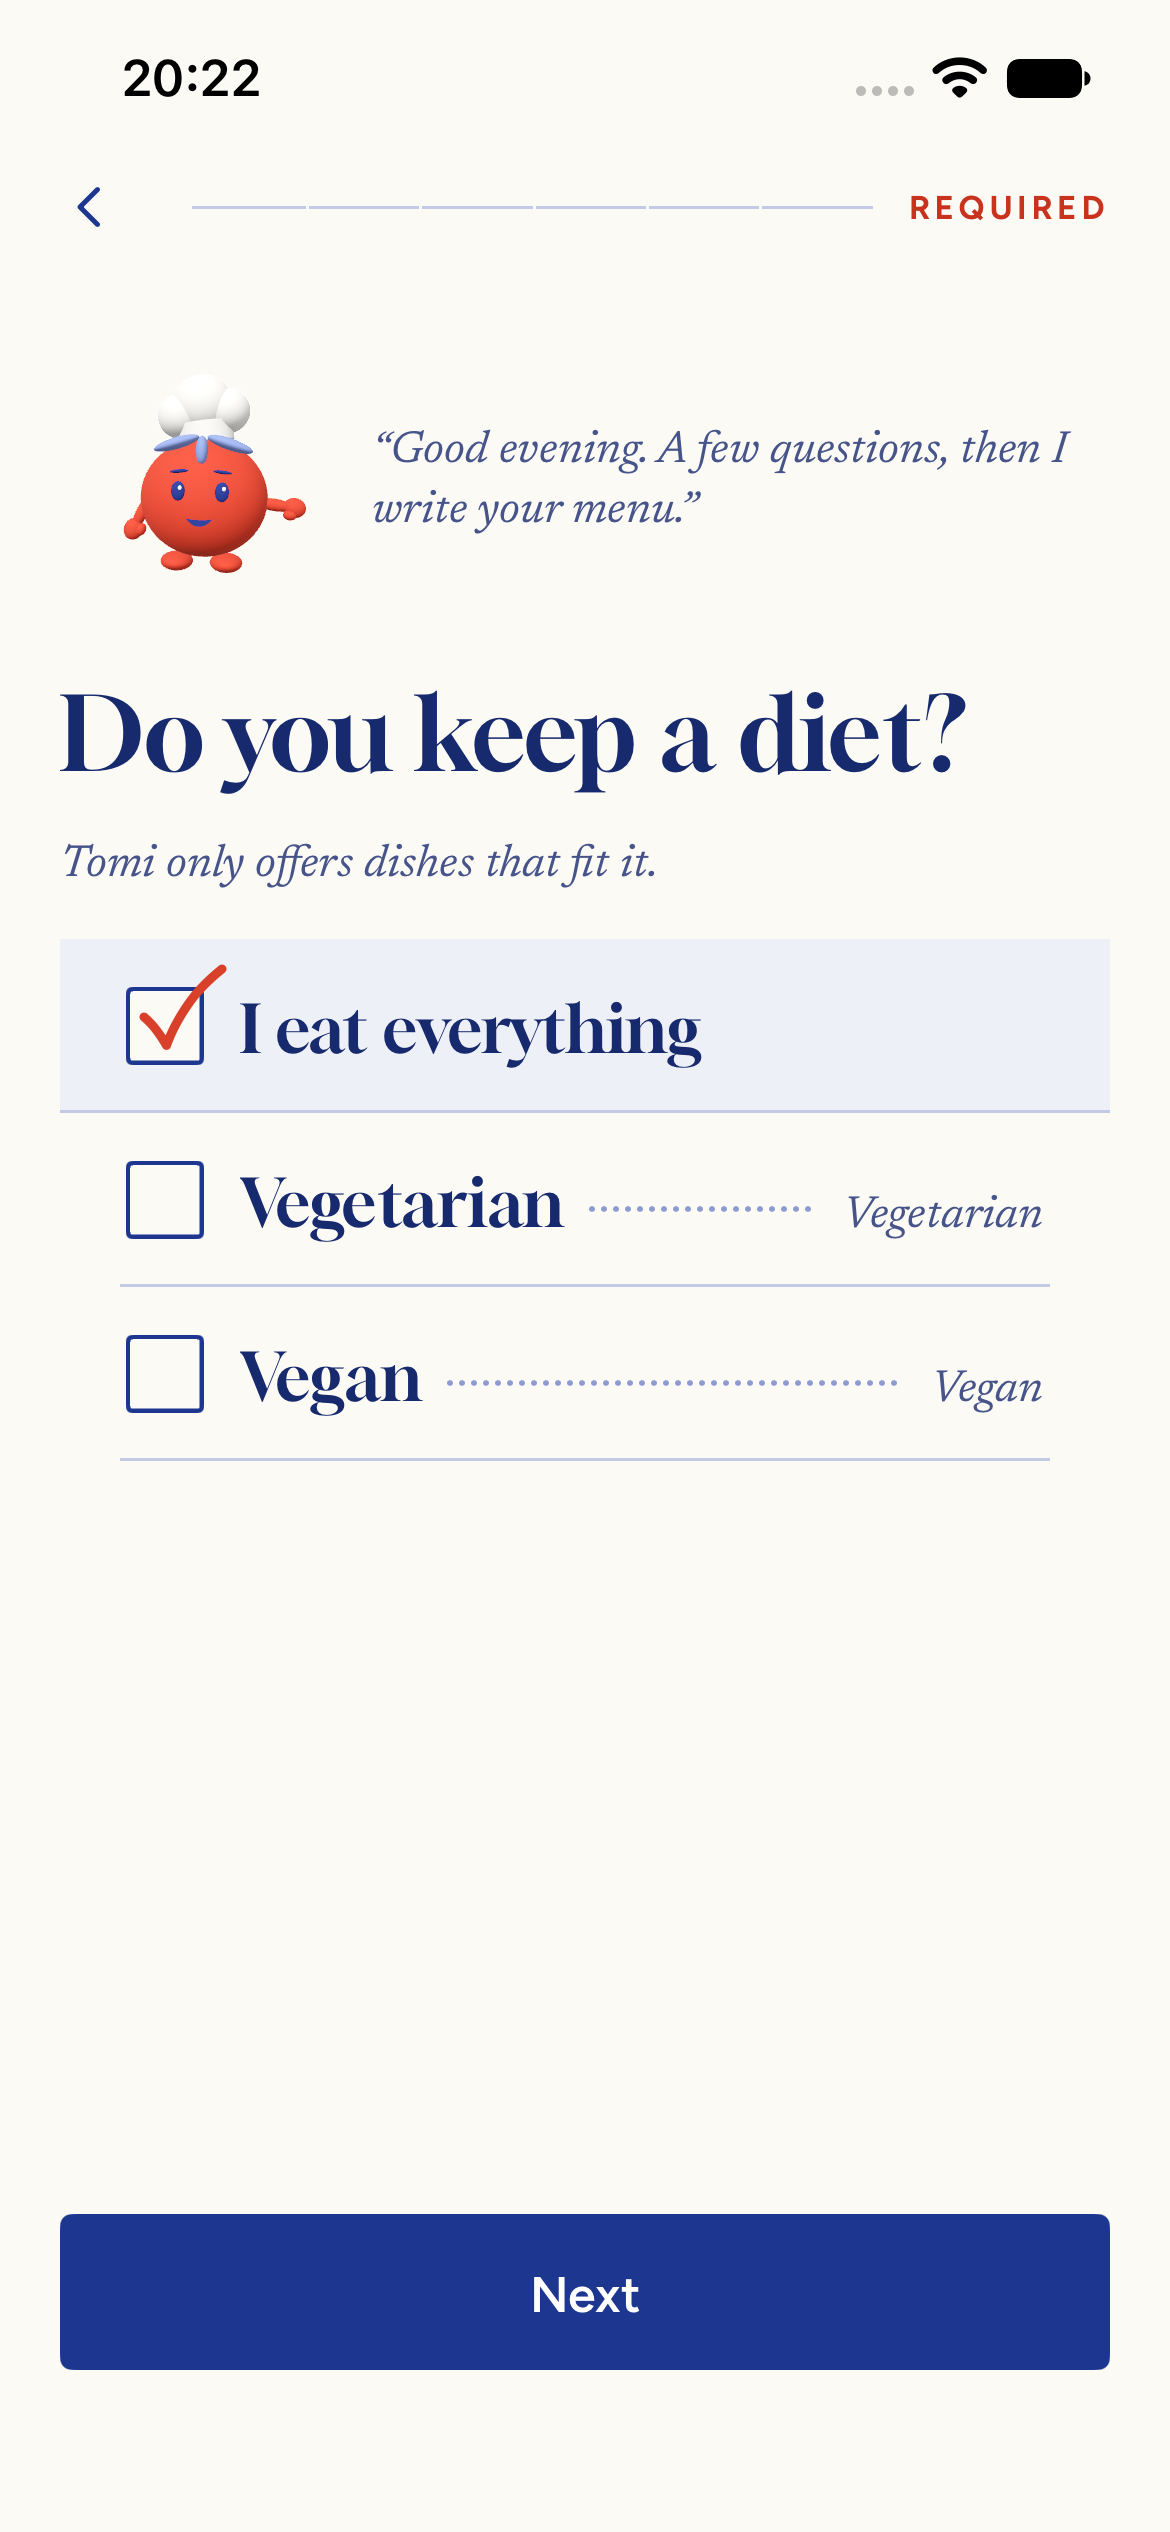 20:22
REQUIRED
“Good evening. A few questions, then I
write your menu.”
Do you keep a diet?
Tomi only offers dishes that fit it.
I eat everything
Vegetarian Vegetarian
Vegan Vegan
Next